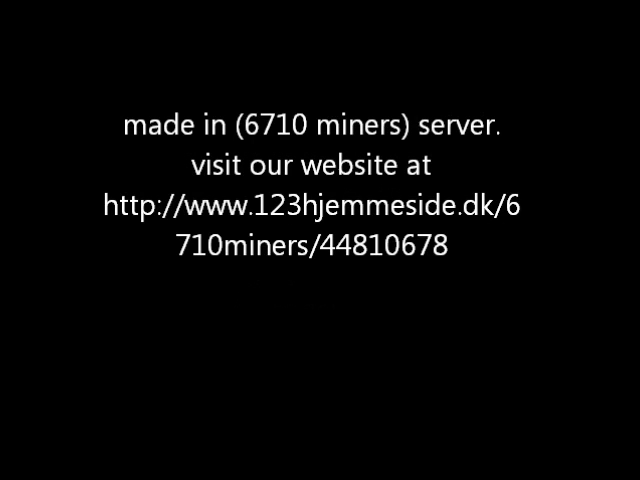 made in (6710 miners) server.
visit our website at
http://www.123hjemmeside.dk/6
710miners/44810678